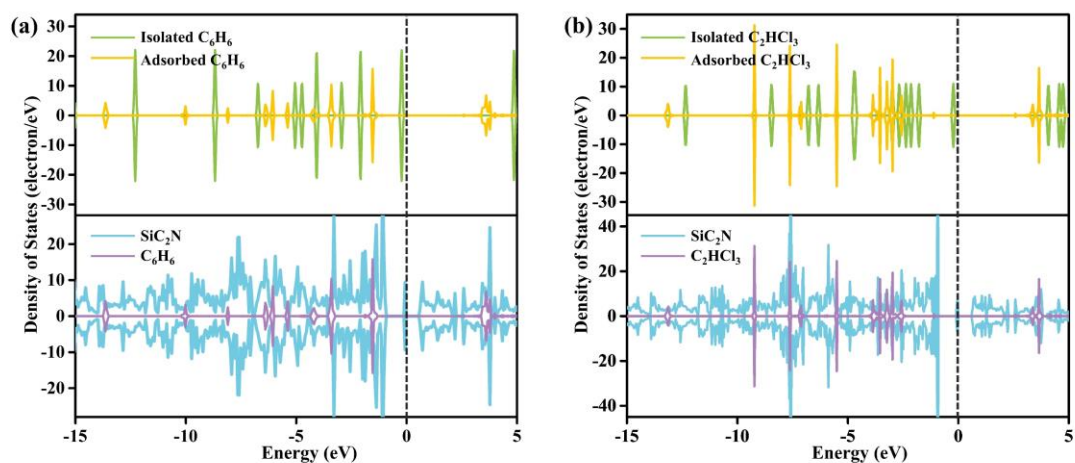 (a)
Isolated C₆H₆
Adsorbed C₆H₆
30
20
10
0
-10
-20
-30
SiC₂N
C₆H₆
20
10
0
-10
-20
Density of States (electron/eV)
-15 -10 -5 0 5
Energy (eV)
(b)
Isolated C₂HCl₃
Adsorbed C₂HCl₃
30
20
10
0
-10
-20
-30
SiC₂N
C₂HCl₃
40
20
0
-20
-40
Density of States (electron/eV)
-15 -10 -5 0 5
Energy (eV)